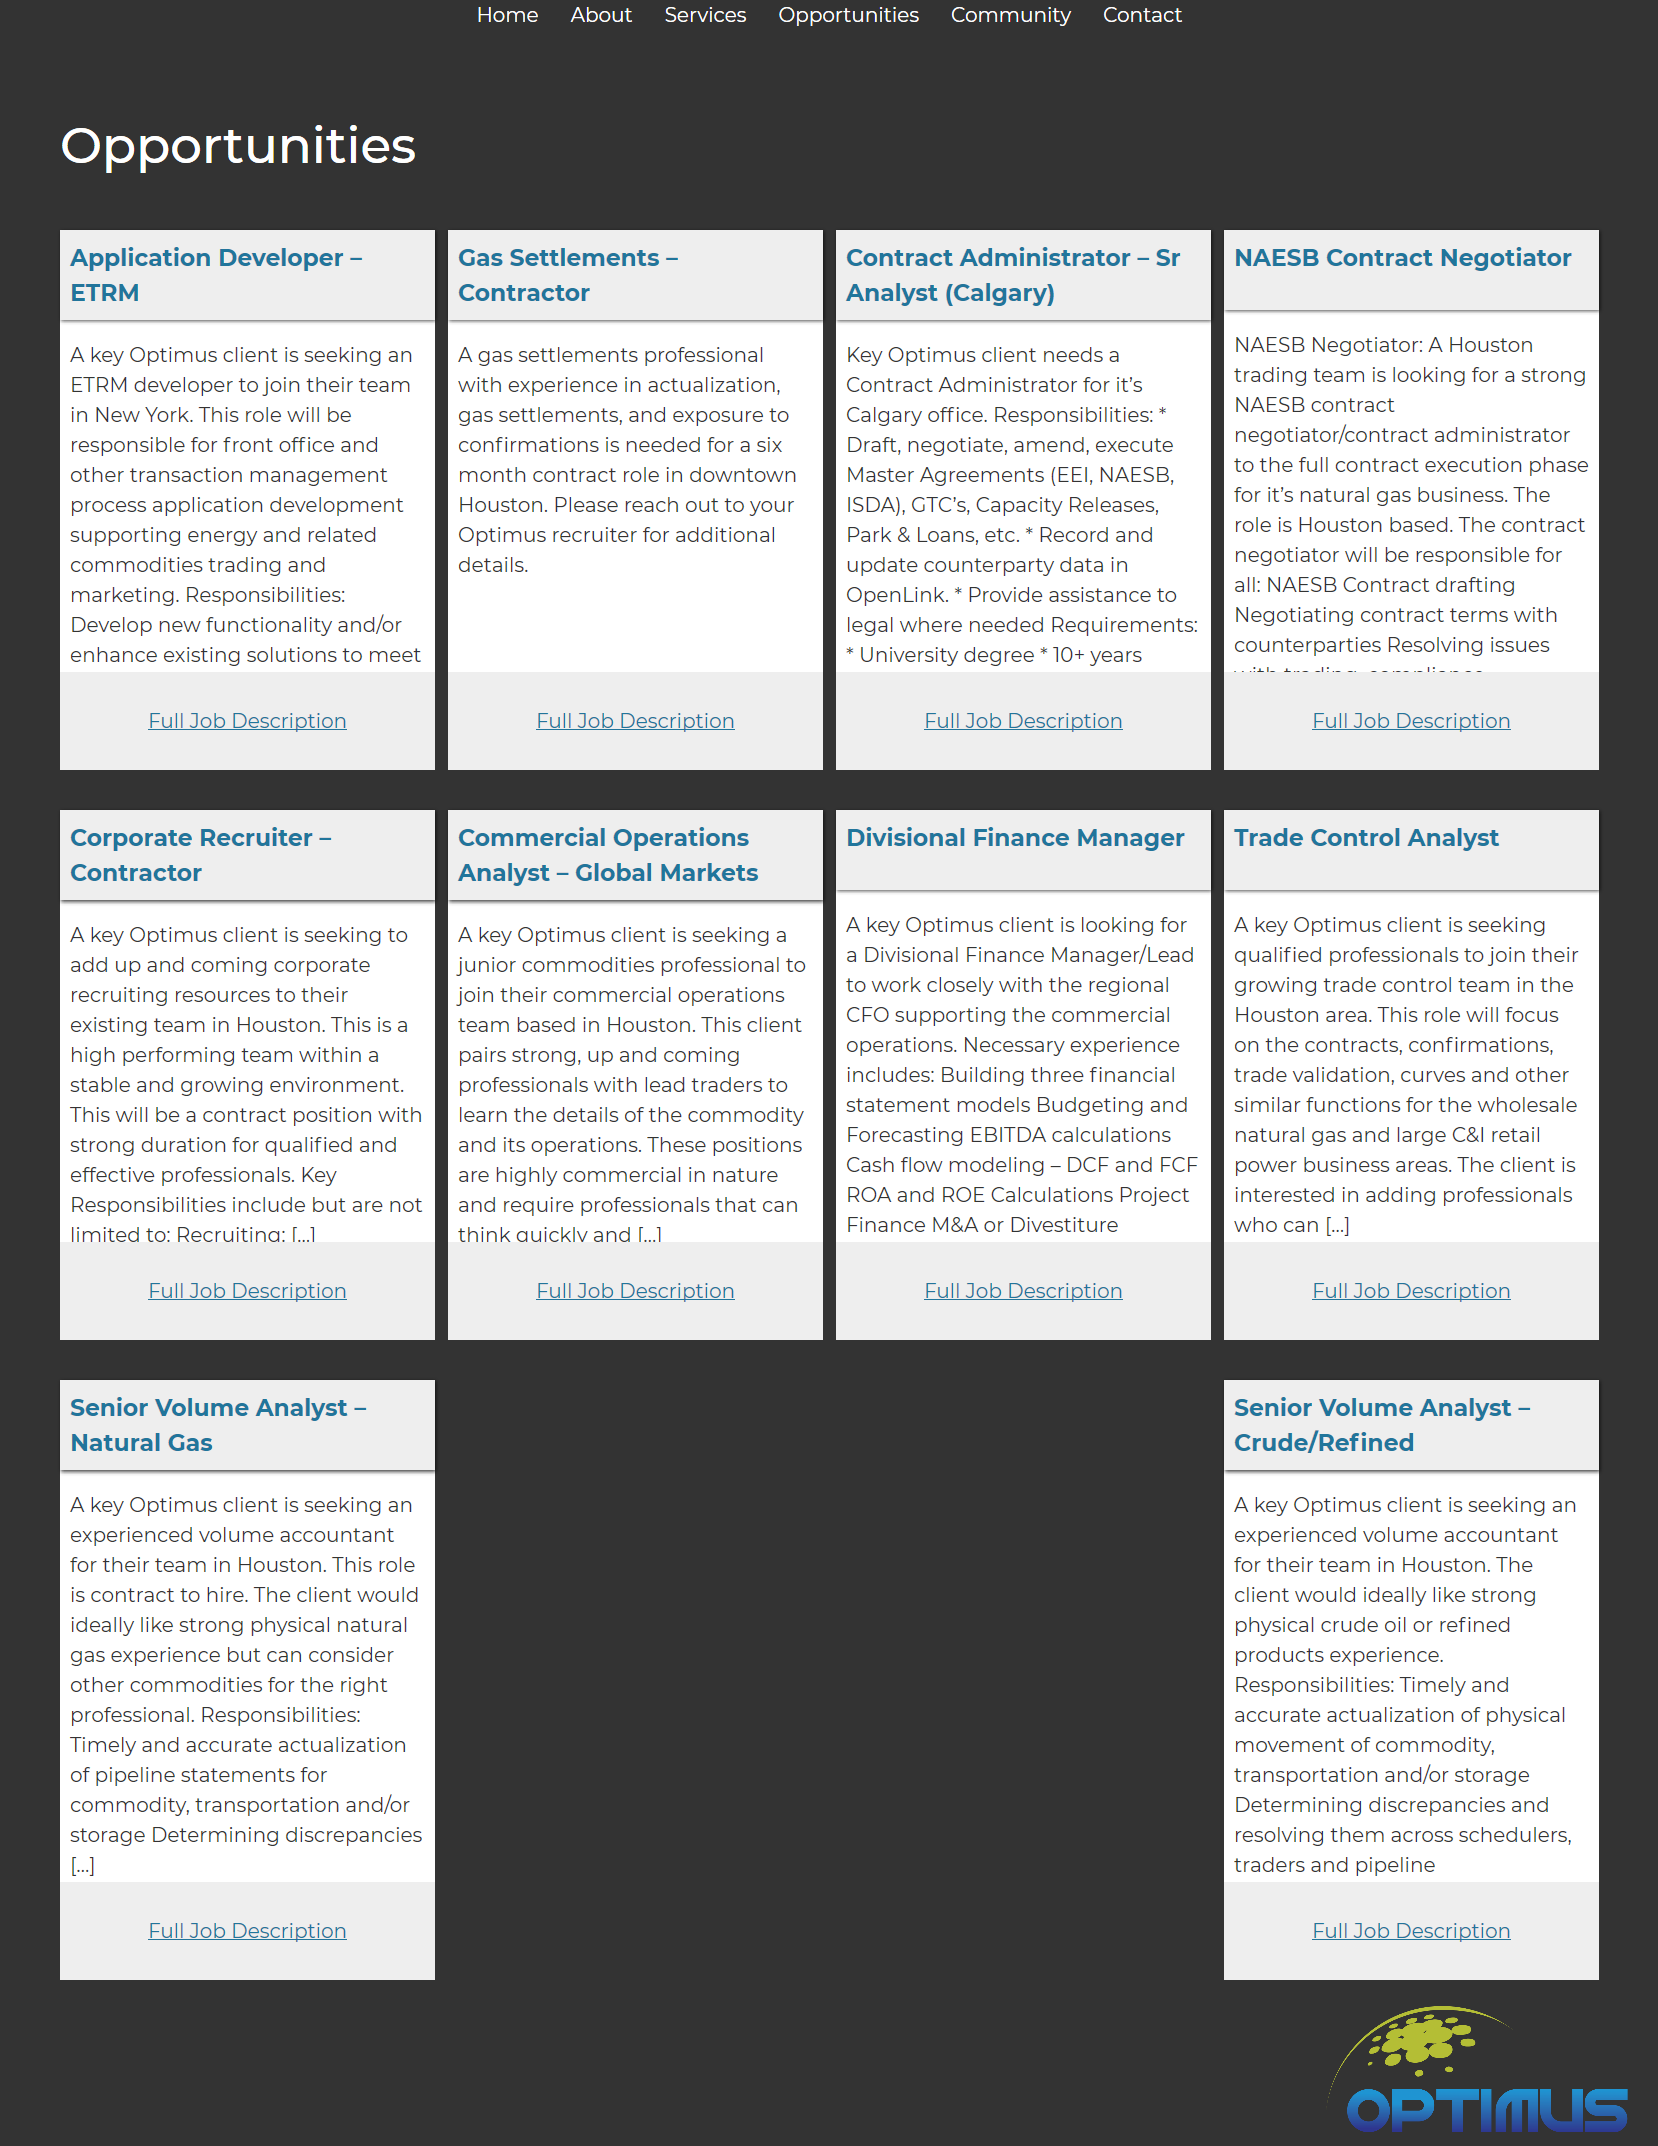 Home About Services Opportunities Community Contact
Opportunities
Application Developer –
ETRM
A key Optimus client is seeking an
ETRM developer to join their team
in New York. This role will be
responsible for front office and
other transaction management
process application development
supporting energy and related
commodities trading and
marketing. Responsibilities:
Develop new functionality and/or
enhance existing solutions to meet
Full Job Description
Gas Settlements –
Contractor
A gas settlements professional
with experience in actualization,
gas settlements, and exposure to
confirmations is needed for a six
month contract role in downtown
Houston. Please reach out to your
Optimus recruiter for additional
details.
Full Job Description
Contract Administrator – Sr
Analyst (Calgary)
Key Optimus client needs a
Contract Administrator for it’s
Calgary office. Responsibilities: *
Draft, negotiate, amend, execute
Master Agreements (EEI, NAESB,
ISDA), GTC’s, Capacity Releases,
Park & Loans, etc. * Record and
update counterparty data in
OpenLink. * Provide assistance to
legal where needed Requirements:
* University degree * 10+ years
Full Job Description
NAESB Contract Negotiator
NAESB Negotiator: A Houston
trading team is looking for a strong
NAESB contract
negotiator/contract administrator
to the full contract execution phase
for it’s natural gas business. The
role is Houston based. The contract
negotiator will be responsible for
all: NAESB Contract drafting
Negotiating contract terms with
counterparties Resolving issues
Full Job Description
Corporate Recruiter –
Contractor
A key Optimus client is seeking to
add up and coming corporate
recruiting resources to their
existing team in Houston. This is a
high performing team within a
stable and growing environment.
This will be a contract position with
strong duration for qualified and
effective professionals. Key
Responsibilities include but are not
limited to: Recruiting: [...]
Full Job Description
Commercial Operations
Analyst – Global Markets
A key Optimus client is seeking a
junior commodities professional to
join their commercial operations
team based in Houston. This client
pairs strong, up and coming
professionals with lead traders to
learn the details of the commodity
and its operations. These positions
are highly commercial in nature
and require professionals that can
think quickly and [...]
Full Job Description
Divisional Finance Manager
A key Optimus client is looking for
a Divisional Finance Manager/Lead
to work closely with the regional
CFO supporting the commercial
operations. Necessary experience
includes: Building three financial
statement models Budgeting and
Forecasting EBITDA calculations
Cash flow modeling – DCF and FCF
ROA and ROE Calculations Project
Finance M&A or Divestiture
Full Job Description
Trade Control Analyst
A key Optimus client is seeking
qualified professionals to join their
growing trade control team in the
Houston area. This role will focus
on the contracts, confirmations,
trade validation, curves and other
similar functions for the wholesale
natural gas and large C&I retail
power business areas. The client is
interested in adding professionals
who can [...]
Full Job Description
Senior Volume Analyst –
Natural Gas
A key Optimus client is seeking an
experienced volume accountant
for their team in Houston. This role
is contract to hire. The client would
ideally like strong physical natural
gas experience but can consider
other commodities for the right
professional. Responsibilities:
Timely and accurate actualization
of pipeline statements for
commodity, transportation and/or
storage Determining discrepancies
[...]
Full Job Description
Senior Volume Analyst –
Crude/Refined
A key Optimus client is seeking an
experienced volume accountant
for their team in Houston. The
client would ideally like strong
physical crude oil or refined
products experience.
Responsibilities: Timely and
accurate actualization of physical
movement of commodity,
transportation and/or storage
Determining discrepancies and
resolving them across schedulers,
traders and pipeline
Full Job Description
OPTIMUS